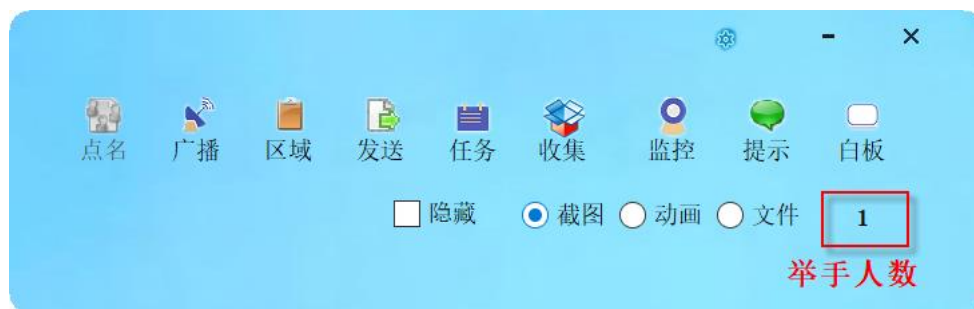 点名 广播 区域 发送 任务 收集 监控 提示 白板
隐藏 截图 动画 文件 1
举手人数